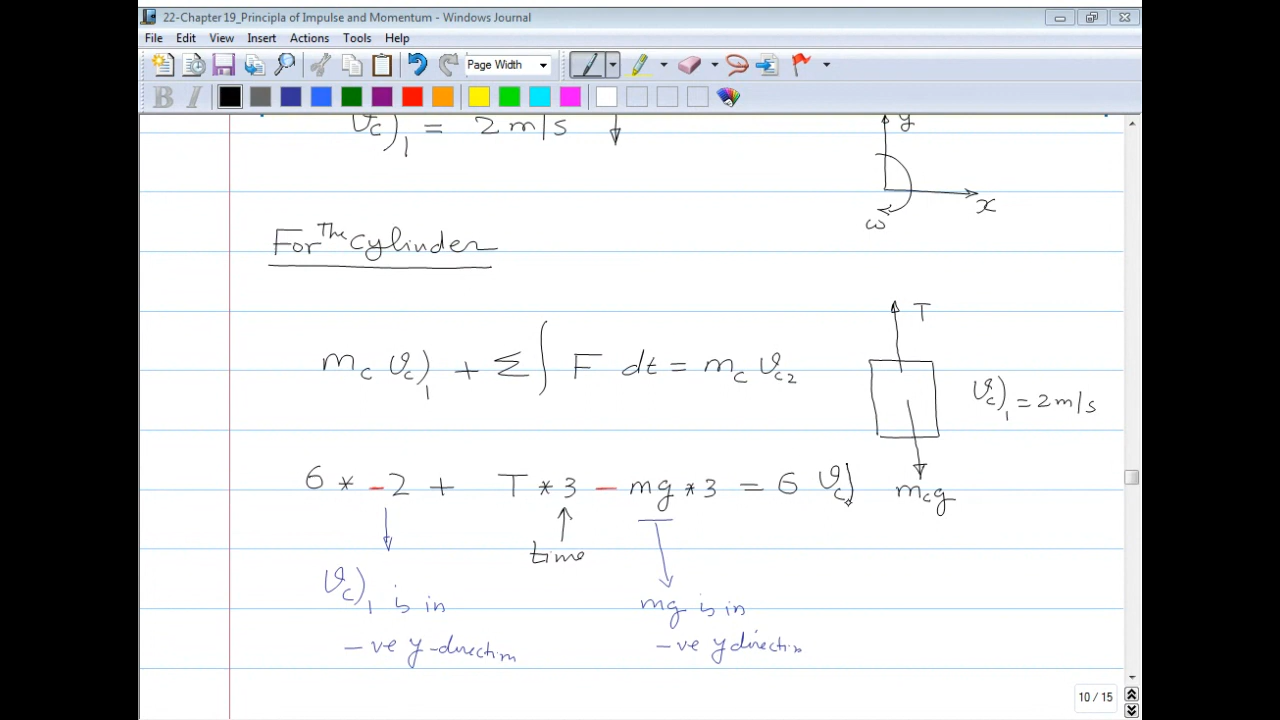 22-Chapter 19_Principla of Impulse and Momentum - Windows Journal
File Edit View Insert Actions Tools Help
Page Width
B I
vc)1 = 2 m/s ↓
y
x
ω
For The Cylinder
T
mc vc)1 + Σ∫ F dt = mc vc2
vc)1 = 2m/s
6 * -2 + T * 3 - mg * 3 = 6 vc)
mcg
time
vc)1 is in
-ve y-direction
mg is in
-ve y direction
10 / 15